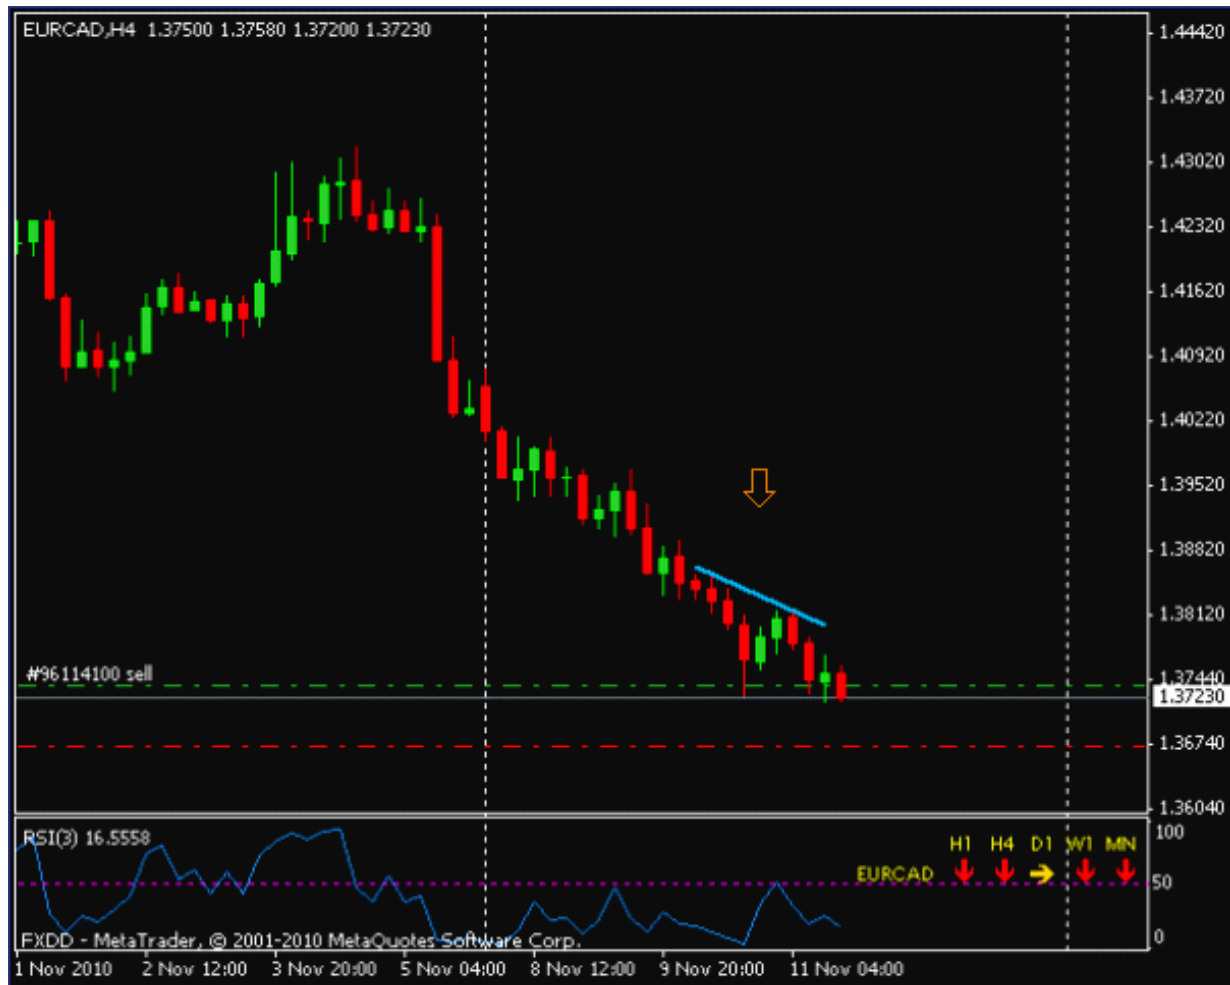 EURCAD,H4 1.37500 1.37580 1.37200 1.37230
1.44420
1.43720
1.43020
1.42320
1.41620
1.40920
1.40220
1.39520
1.38820
1.38120
#96114100 sell
1.37440
1.37230
1.36740
1.36040
RSI(3) 16.5558
100
H1 H4 D1 W1 MN
EURCAD
50
0
FXDD - MetaTrader, © 2001-2010 MetaQuotes Software Corp.
1 Nov 2010 2 Nov 12:00 3 Nov 20:00 5 Nov 04:00 8 Nov 12:00 9 Nov 20:00 11 Nov 04:00